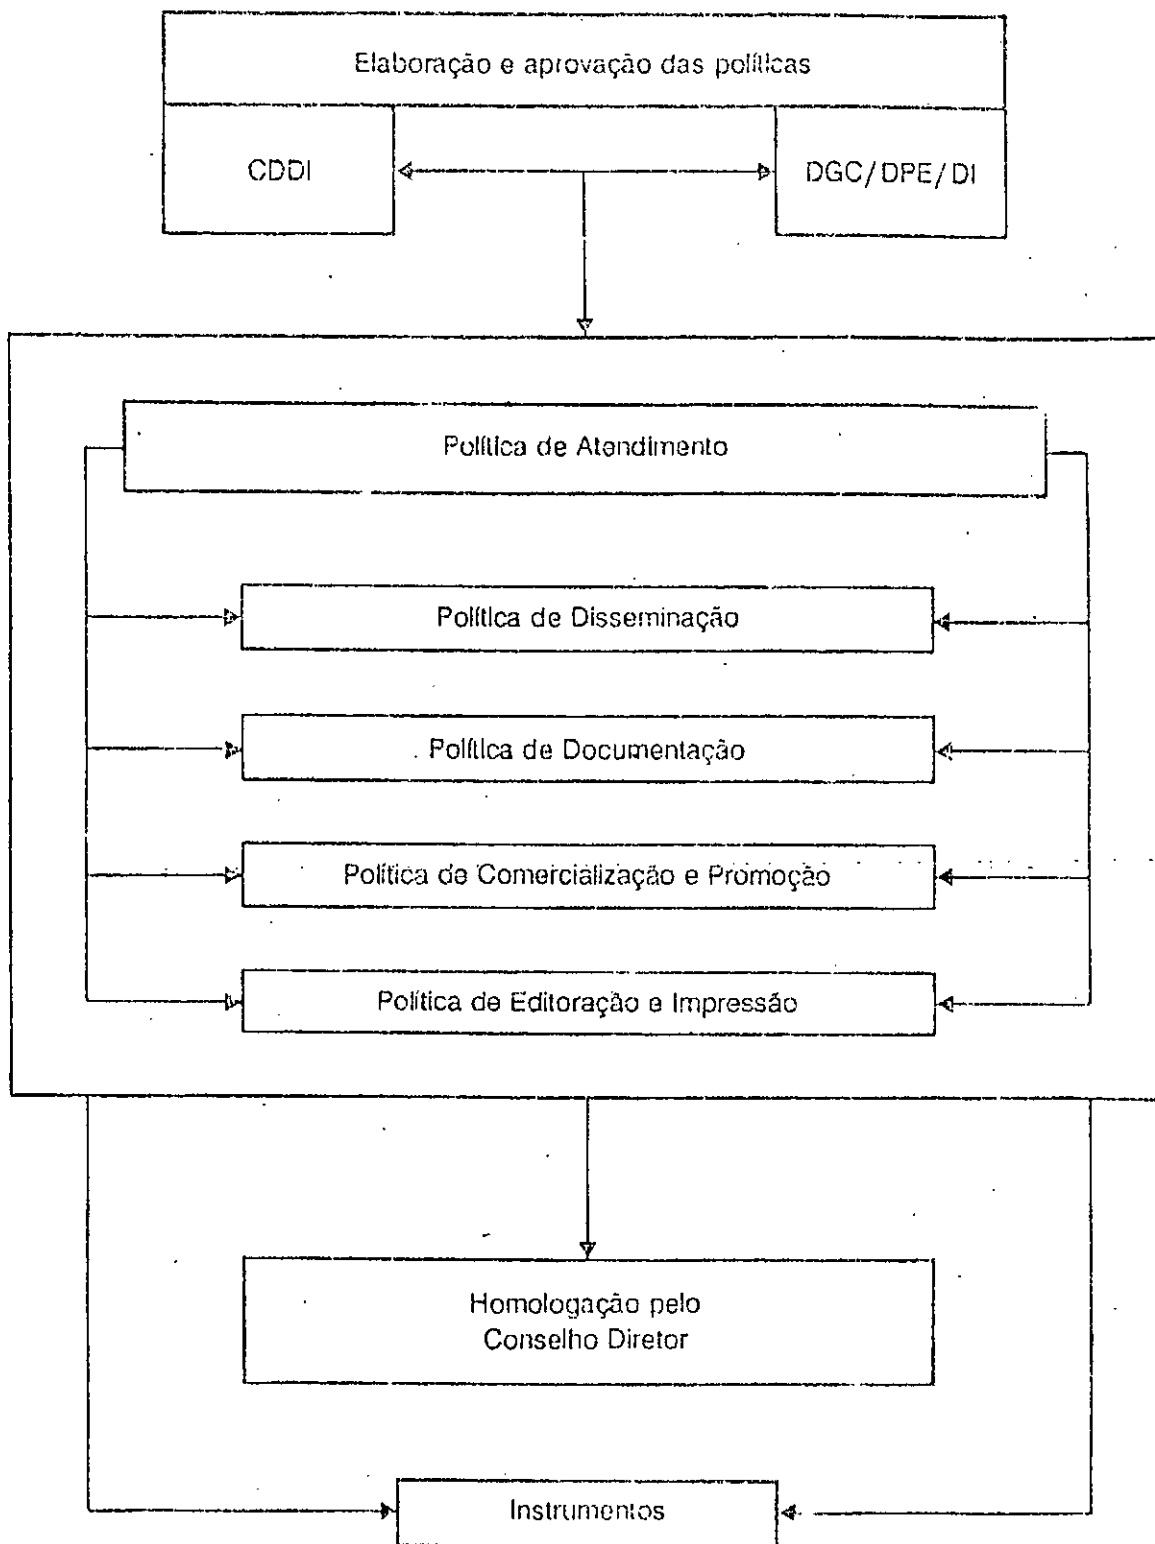 Elaboração e aprovação das políticas
CDDI
DGC/DPE/DI
Política de Atendimento
Política de Disseminação
Política de Documentação
Política de Comercialização e Promoção
Política de Editoração e Impressão
Homologação pelo
Conselho Diretor
Instrumentos